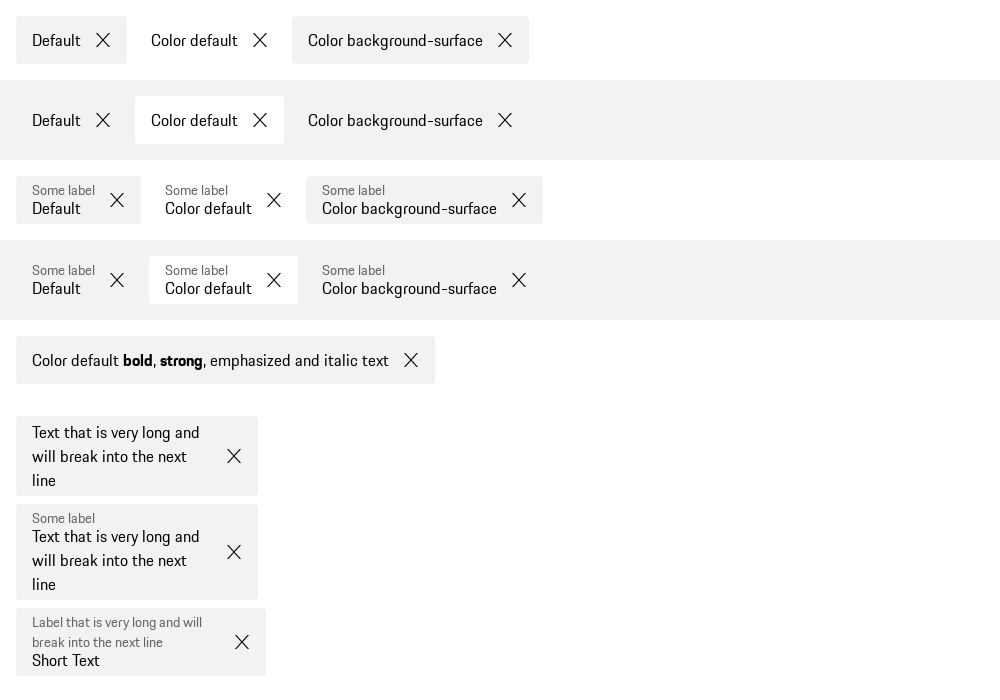 Default Color default Color background-surface
Default Color default Color background-surface
Some label Some label Some label
Default Color default Color background-surface
Some label Some label Some label
Default Color default Color background-surface
Color default bold, strong, emphasized and italic text
Text that is very long and
will break into the next
line
Some label
Text that is very long and
will break into the next
line
Label that is very long and will
break into the next line
Short Text